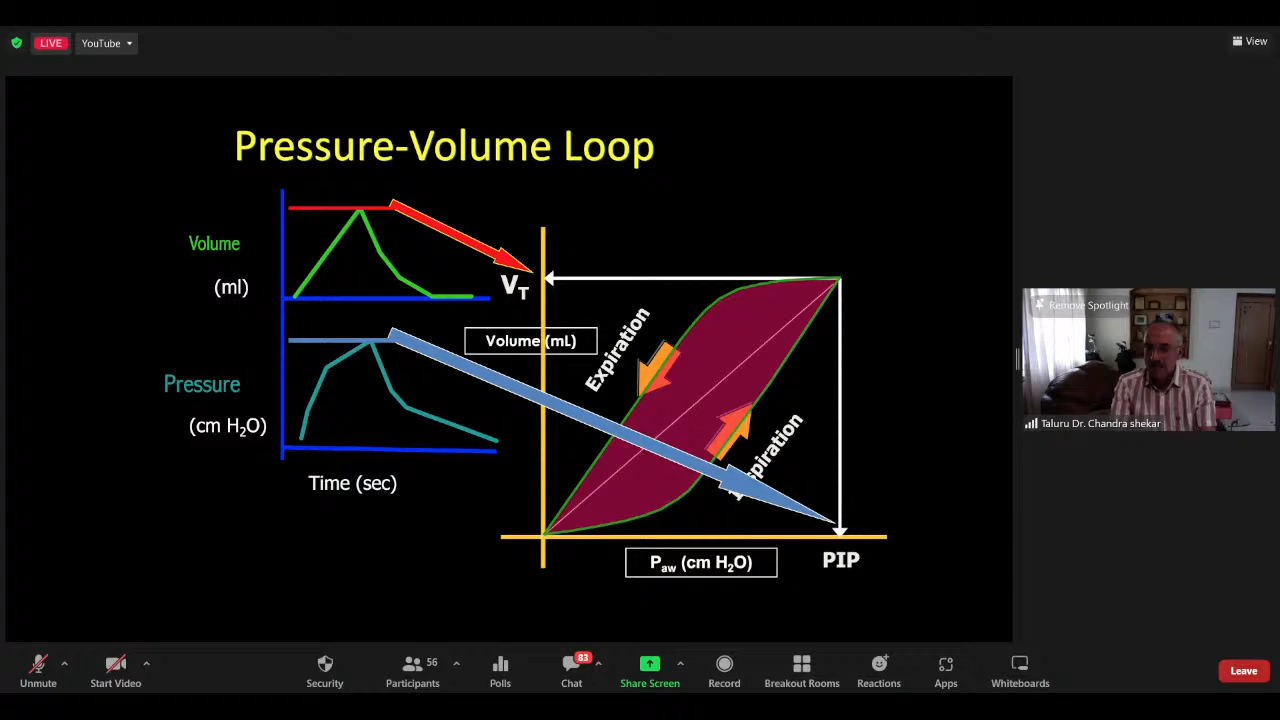 LIVE
YouTube
View
Pressure-Volume Loop
Volume
(ml)
VT
Volume (mL)
Expiration
Pressure
(cm H2O)
Time (sec)
Paw (cm H2O)
PIP
Remove Spotlight
Taluru Dr. Chandra shekar
Unmute
Start Video
Security
56
Participants
Polls
83
Chat
Share Screen
Record
Breakout Rooms
Reactions
Apps
Whiteboards
Leave